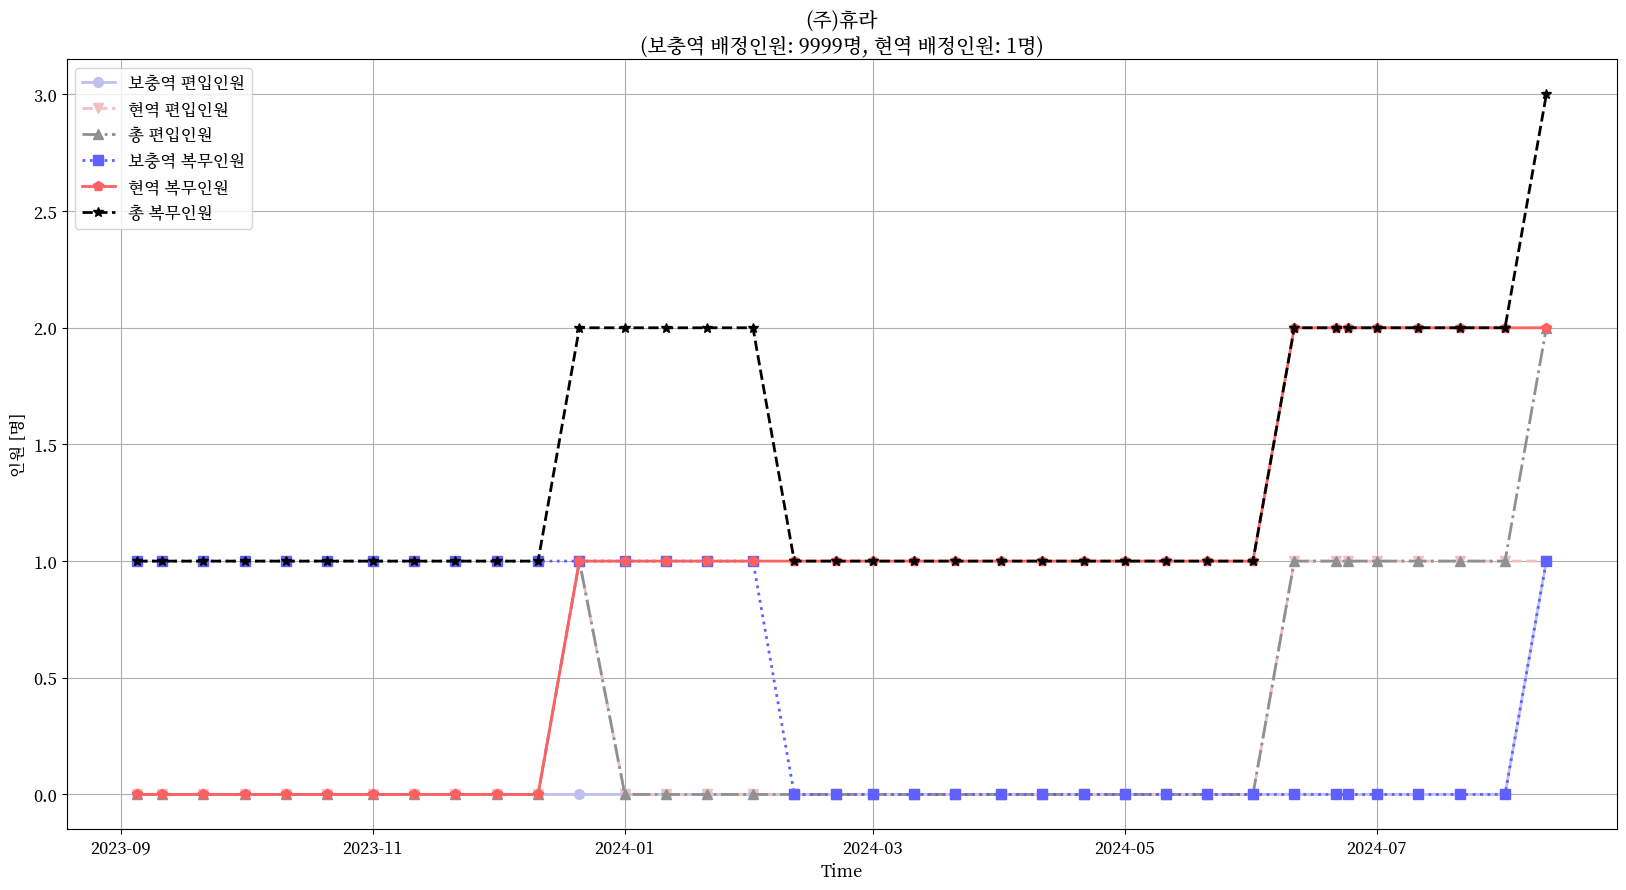 (주)휴라
(보충역 배정인원: 9999명, 현역 배정인원: 1명)
보충역 편입인원
현역 편입인원
총 편입인원
보충역 복무인원
현역 복무인원
총 복무인원
3.0
2.5
2.0
1.5
1.0
0.5
0.0
인원 [명]
2023-09
2023-11
2024-01
2024-03
2024-05
2024-07
Time